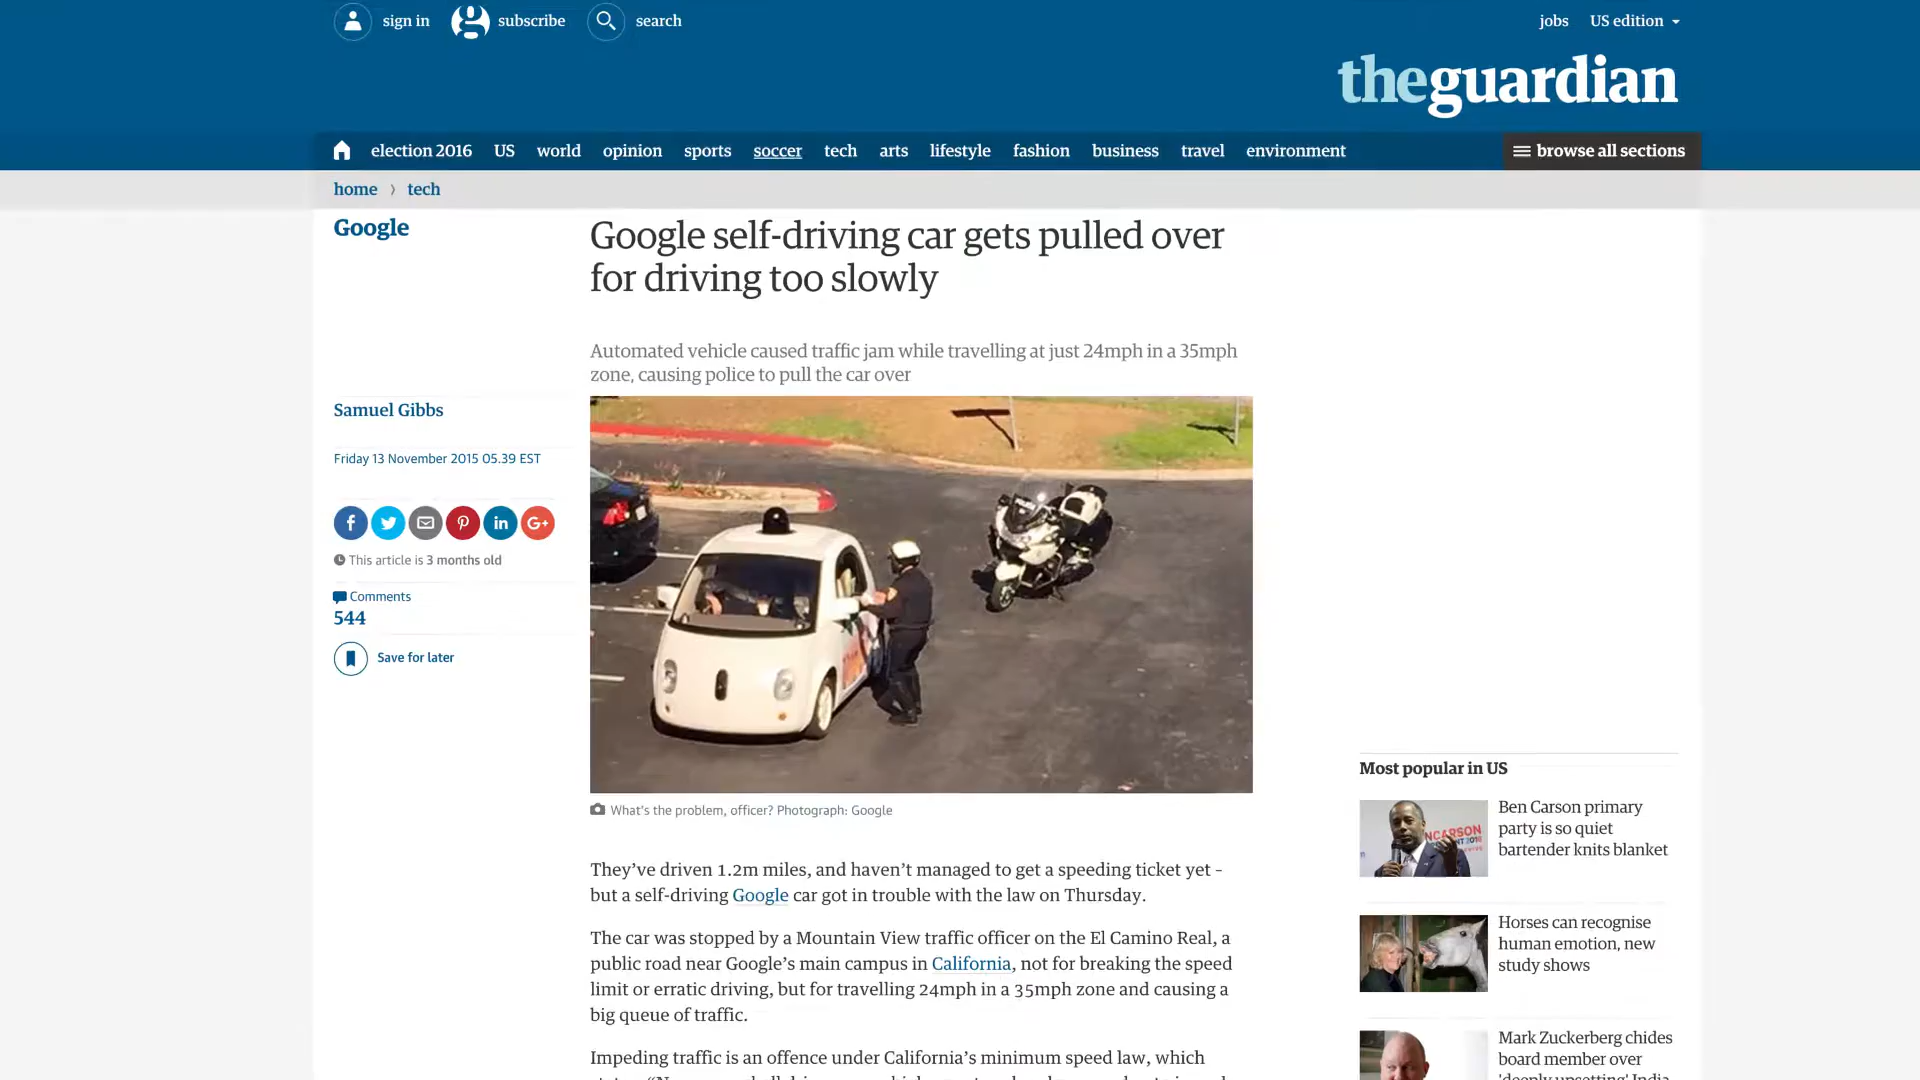 sign in
subscribe
search
jobs
US edition
theguardian
election 2016
US
world
opinion
sports
soccer
tech
arts
lifestyle
fashion
business
travel
environment
browse all sections
home
tech
Google
Google self-driving car gets pulled over
for driving too slowly
Automated vehicle caused traffic jam while travelling at just 24mph in a 35mph
zone, causing police to pull the car over
Samuel Gibbs
Friday 13 November 2015 05.39 EST
This article is 3 months old
Comments
544
Save for later
What's the problem, officer? Photograph: Google
They’ve driven 1.2m miles, and haven’t managed to get a speeding ticket yet –
but a self-driving Google car got in trouble with the law on Thursday.
The car was stopped by a Mountain View traffic officer on the El Camino Real, a
public road near Google’s main campus in California, not for breaking the speed
limit or erratic driving, but for travelling 24mph in a 35mph zone and causing a
big queue of traffic.
Impeding traffic is an offence under California’s minimum speed law, which
Most popular in US
Ben Carson primary
party is so quiet
bartender knits blanket
Horses can recognise
human emotion, new
study shows
Mark Zuckerberg chides
board member over
'deeply upsetting' India